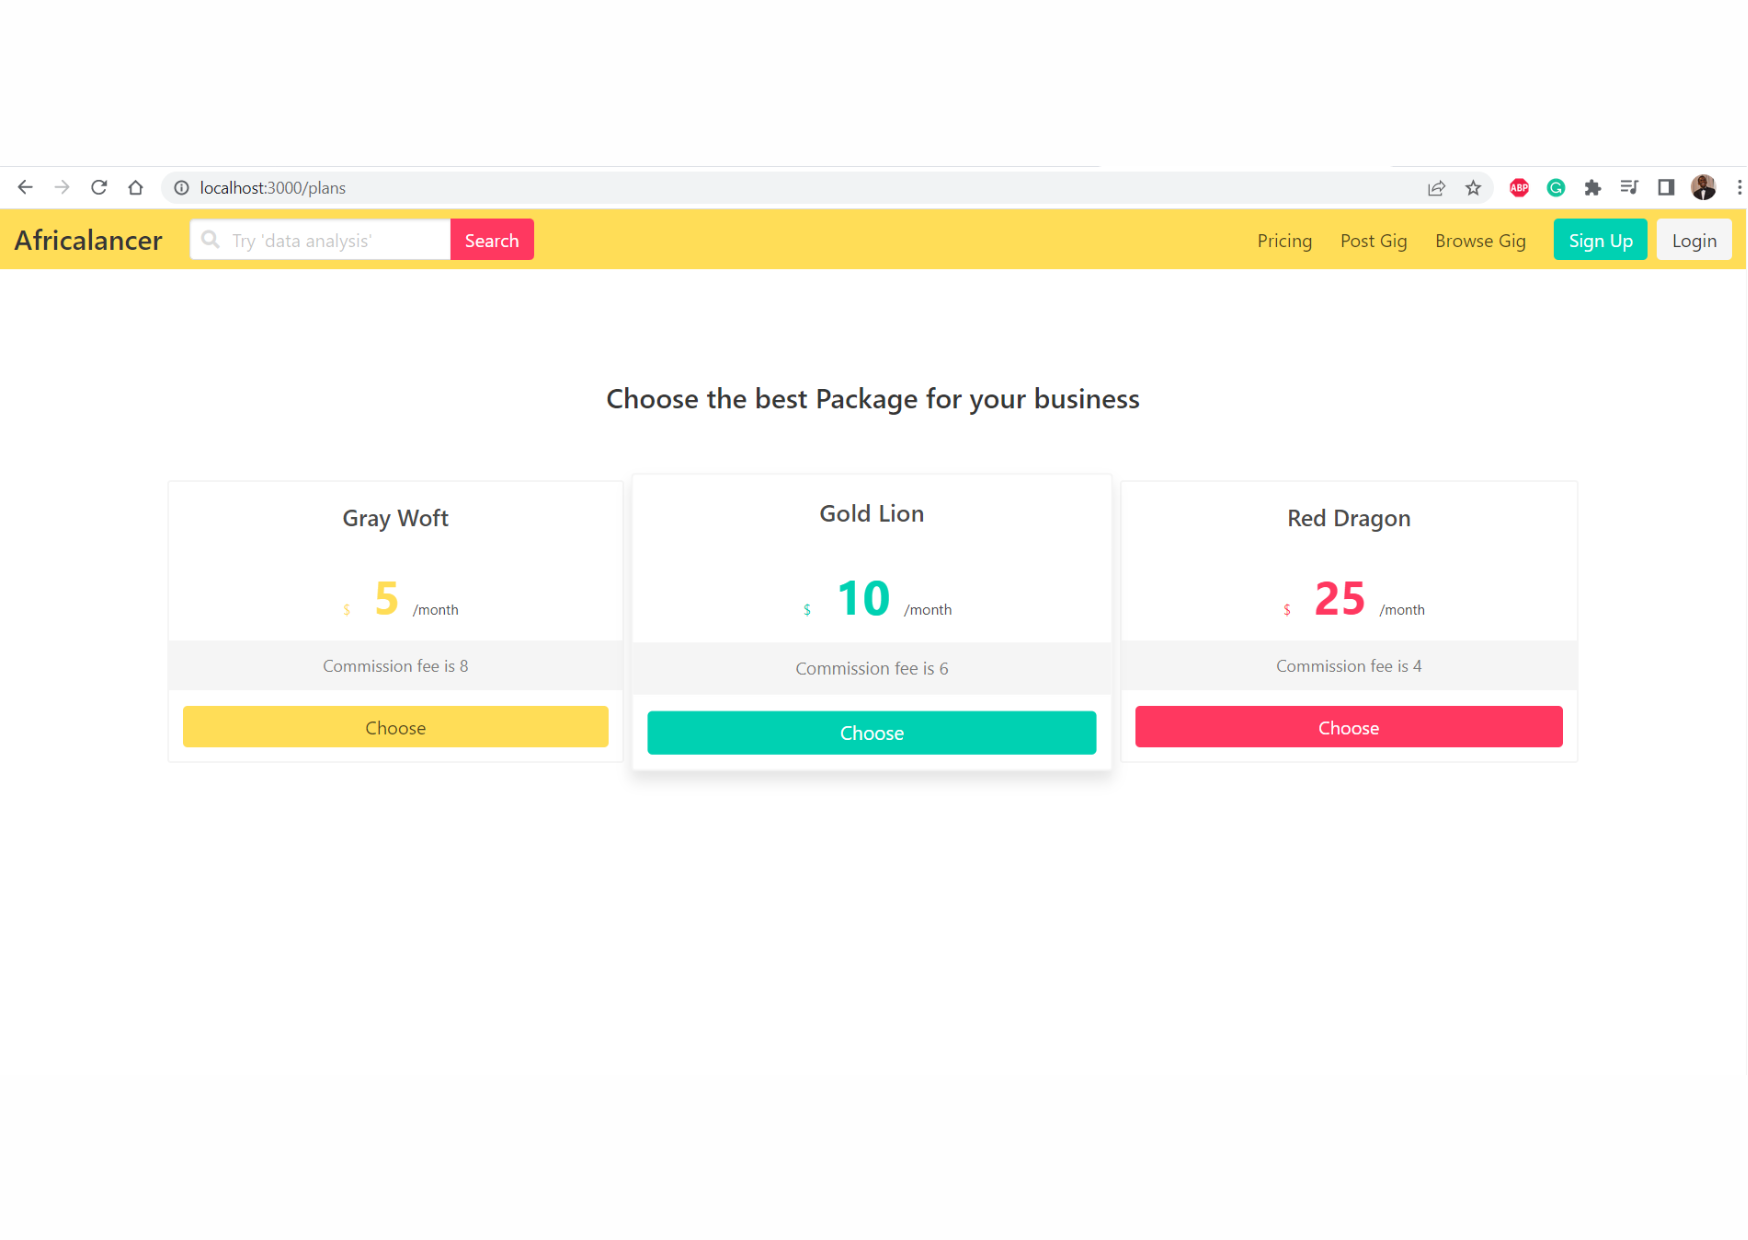 localhost:3000/plans
ABP
G
Africalancer
Try 'data analysis'
Search
Pricing
Post Gig
Browse Gig
Sign Up
Login
Choose the best Package for your business
Gray Woft
$ 5 /month
Commission fee is 8
Choose
Gold Lion
$ 10 /month
Commission fee is 6
Choose
Red Dragon
$ 25 /month
Commission fee is 4
Choose